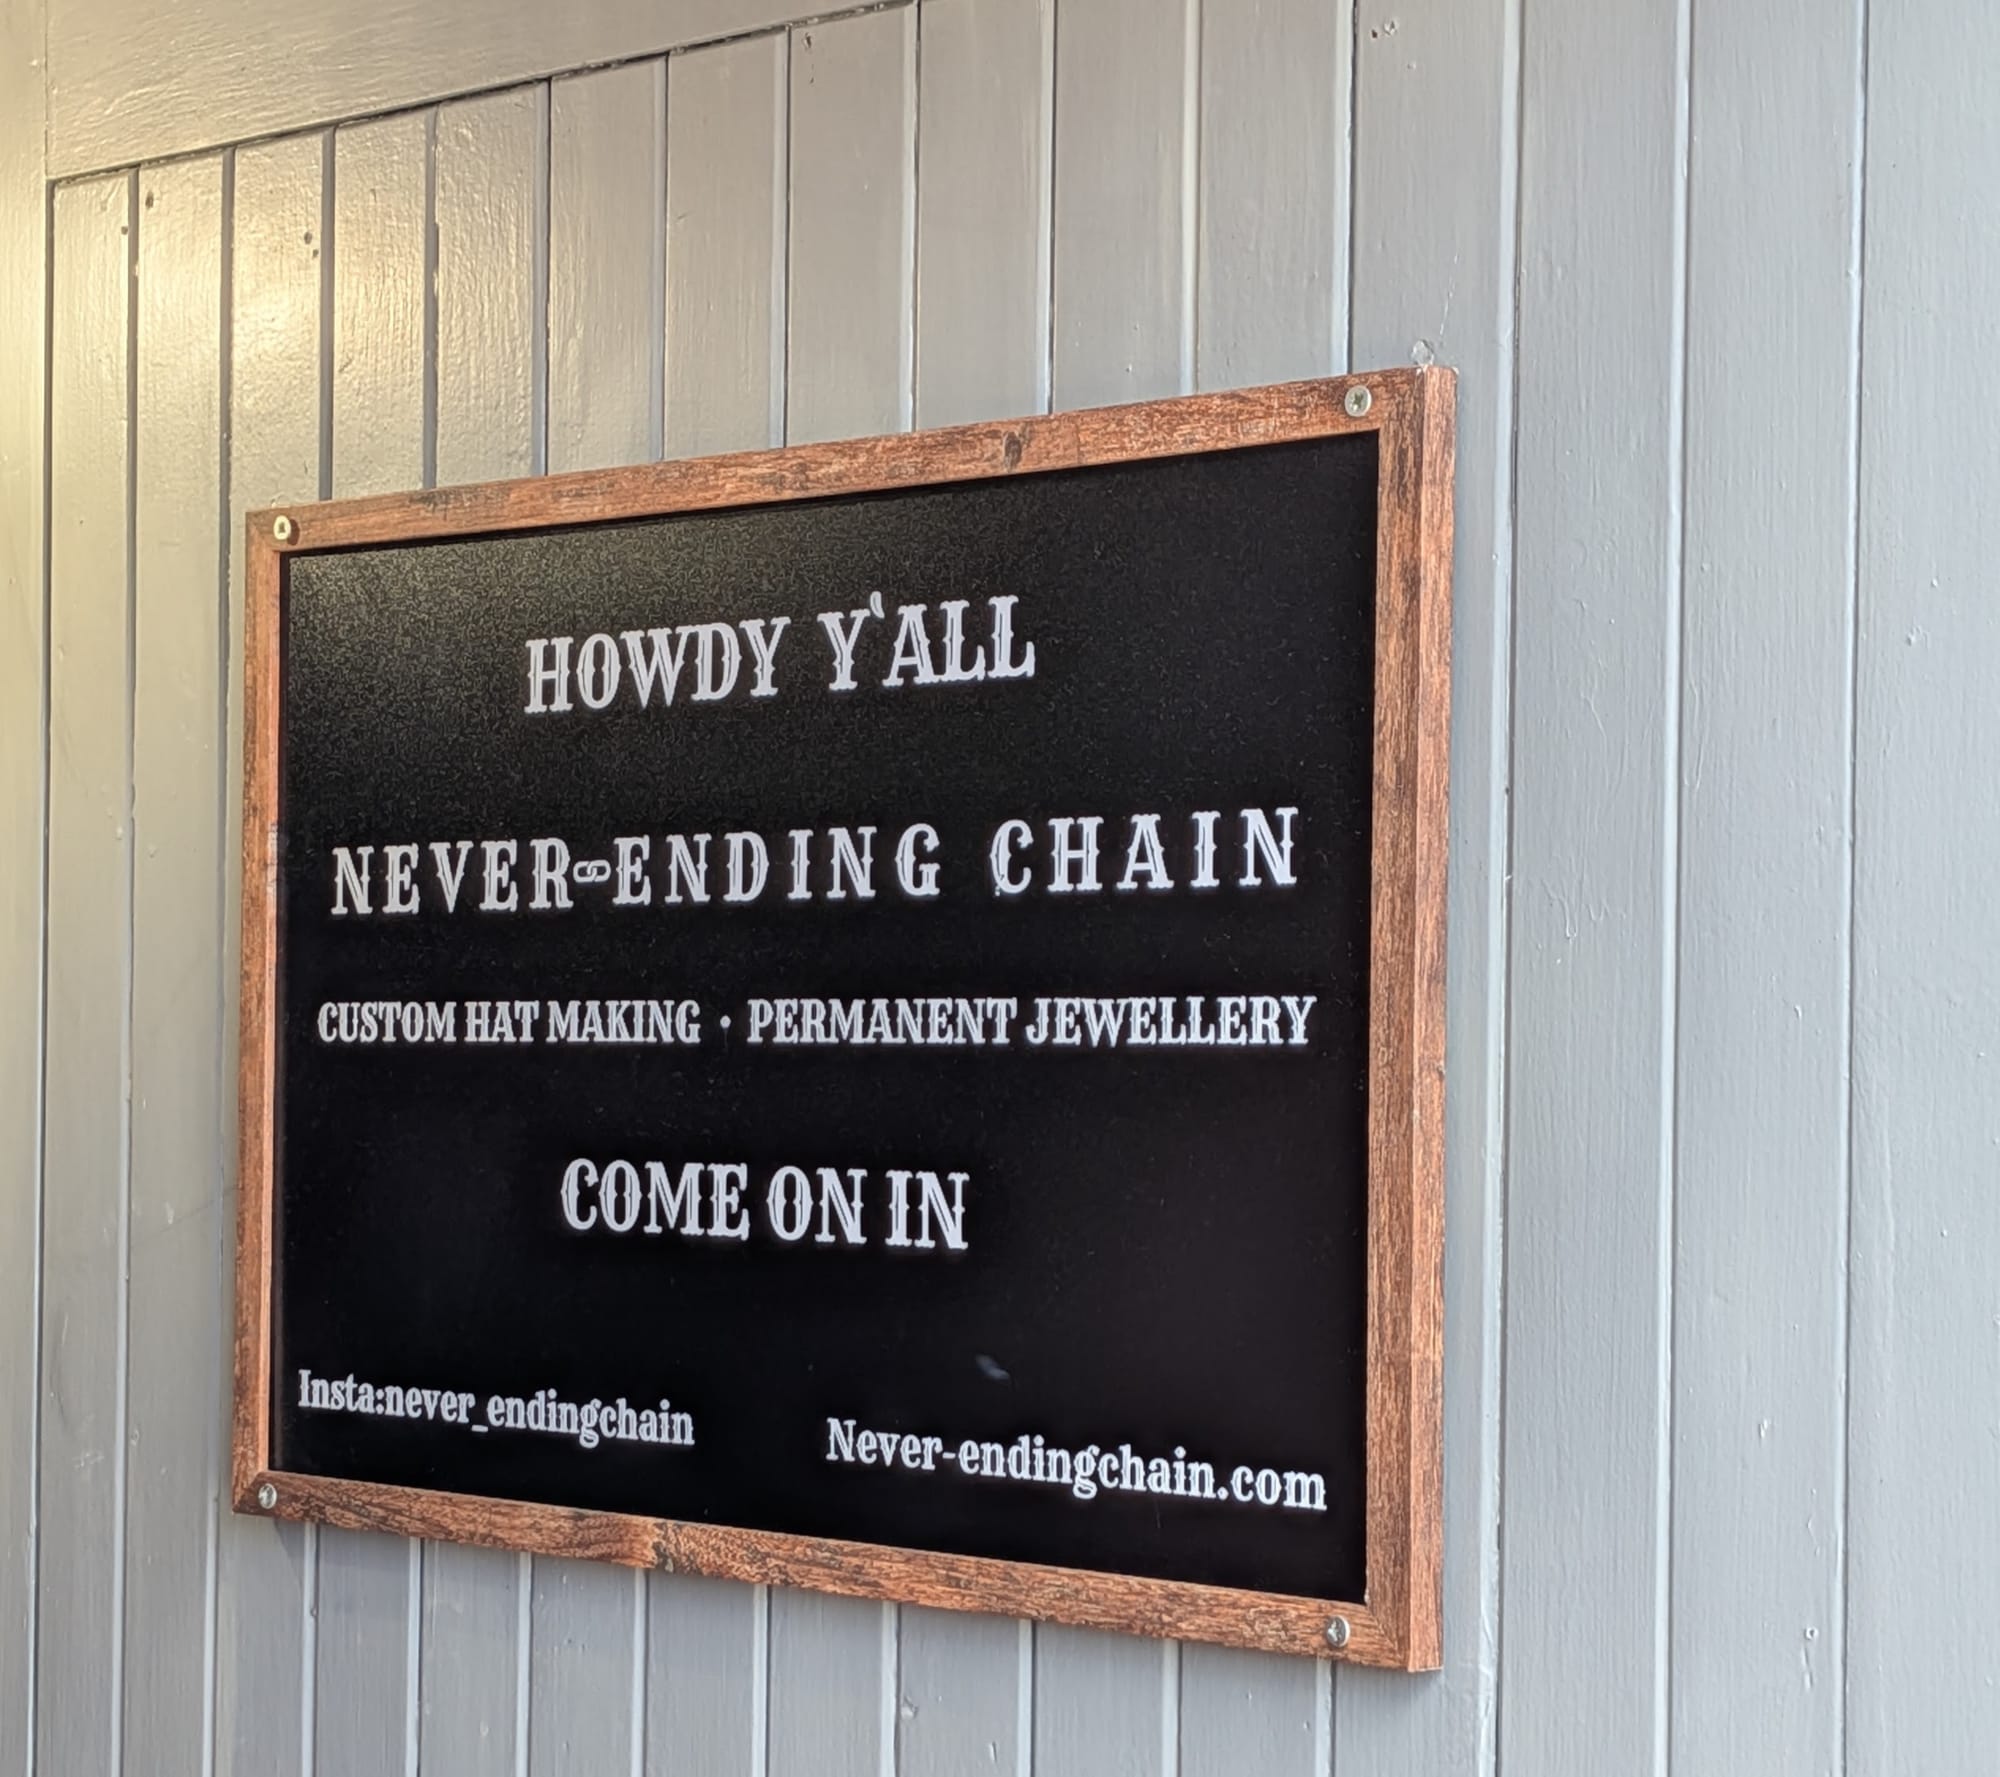 HOWDY Y'ALL
NEVER-ENDING CHAIN
CUSTOM HAT MAKING • PERMANENT JEWELLERY
COME ON IN
Insta:never_endingchain
Never-endingchain.com